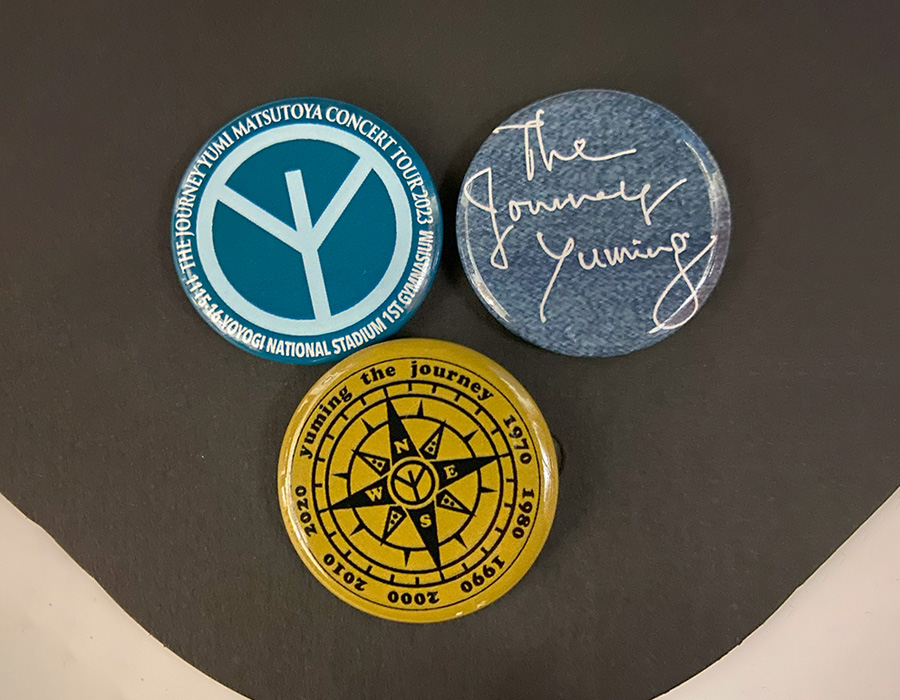 THE JOURNEY YUMI MATSUTOYA CONCERT TOUR 2023
11.15-16 YOYOGI NATIONAL STADIUM 1ST GYMNASIUM
The
Journey
Yuming
yuming the journey
1970
1980
1990
2000
2010
2020
N
E
S
W